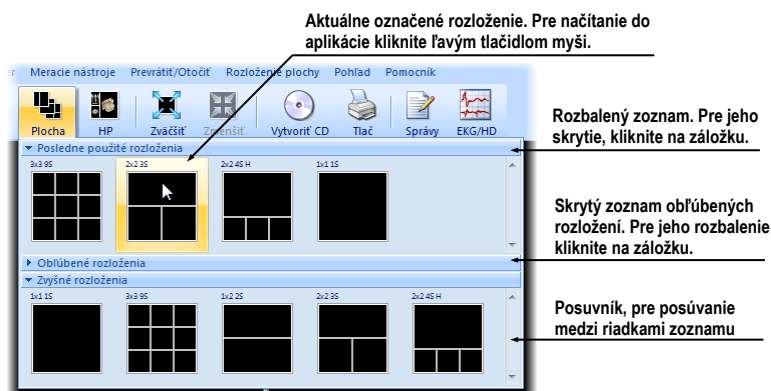 Aktuálne označené rozloženie. Pre načítanie do
aplikácie kliknite ľavým tlačidlom myši.
Meracie nástroje Prevrátiť/Otočiť Rozloženie plochy Pohľad Pomocník
Plocha HP Zväčšiť Zmenšiť Vytvoriť CD Tlač Správy EKG/HD
Posledne použité rozloženia
3x3 9S 2x2 3S 2x2 4S H 1x1 1S
Rozbalený zoznam. Pre jeho
skrytie, kliknite na záložku.
Skrytý zoznam obľúbených
rozložení. Pre jeho rozbalenie
kliknite na záložku.
Obľúbené rozloženia
Zvyšné rozloženia
1x1 1S 3x3 9S 1x2 2S 2x2 3S 2x2 4S H
Posuvník, pre posúvanie
medzi riadkami zoznamu